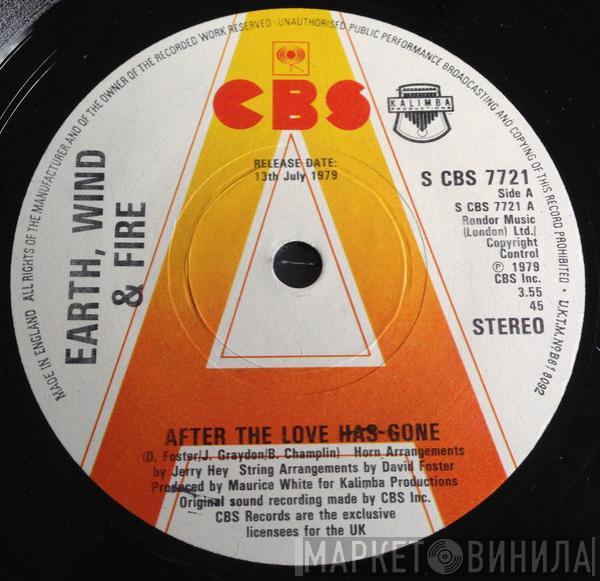 MADE IN ENGLAND ALL RIGHTS OF THE MANUFACTURER AND OF THE OWNER OF THE RECORDED WORK RESERVED · UNAUTHORISED PUBLIC PERFORMANCE BROADCASTING AND COPYING OF THIS RECORD PROHIBITED · U.K.T.M. Nº B618092
CBS
KALIMBA
PRODUCTIONS
RELEASE DATE:
13th July 1979
EARTH, WIND
& FIRE
S CBS 7721
Side A
S CBS 7721 A
Rondor Music
(London) Ltd./
Copyright
Control
℗ 1979
CBS Inc.
3.55
45
STEREO
AFTER THE LOVE HAS GONE
(D. Foster/J. Graydon/B. Champlin) Horn Arrangements
by Jerry Hey String Arrangements by David Foster
Produced by Maurice White for Kalimba Productions
Original sound recording made by CBS Inc.
CBS Records are the exclusive
licensees for the UK
МАРКЕТ ВИНИЛА